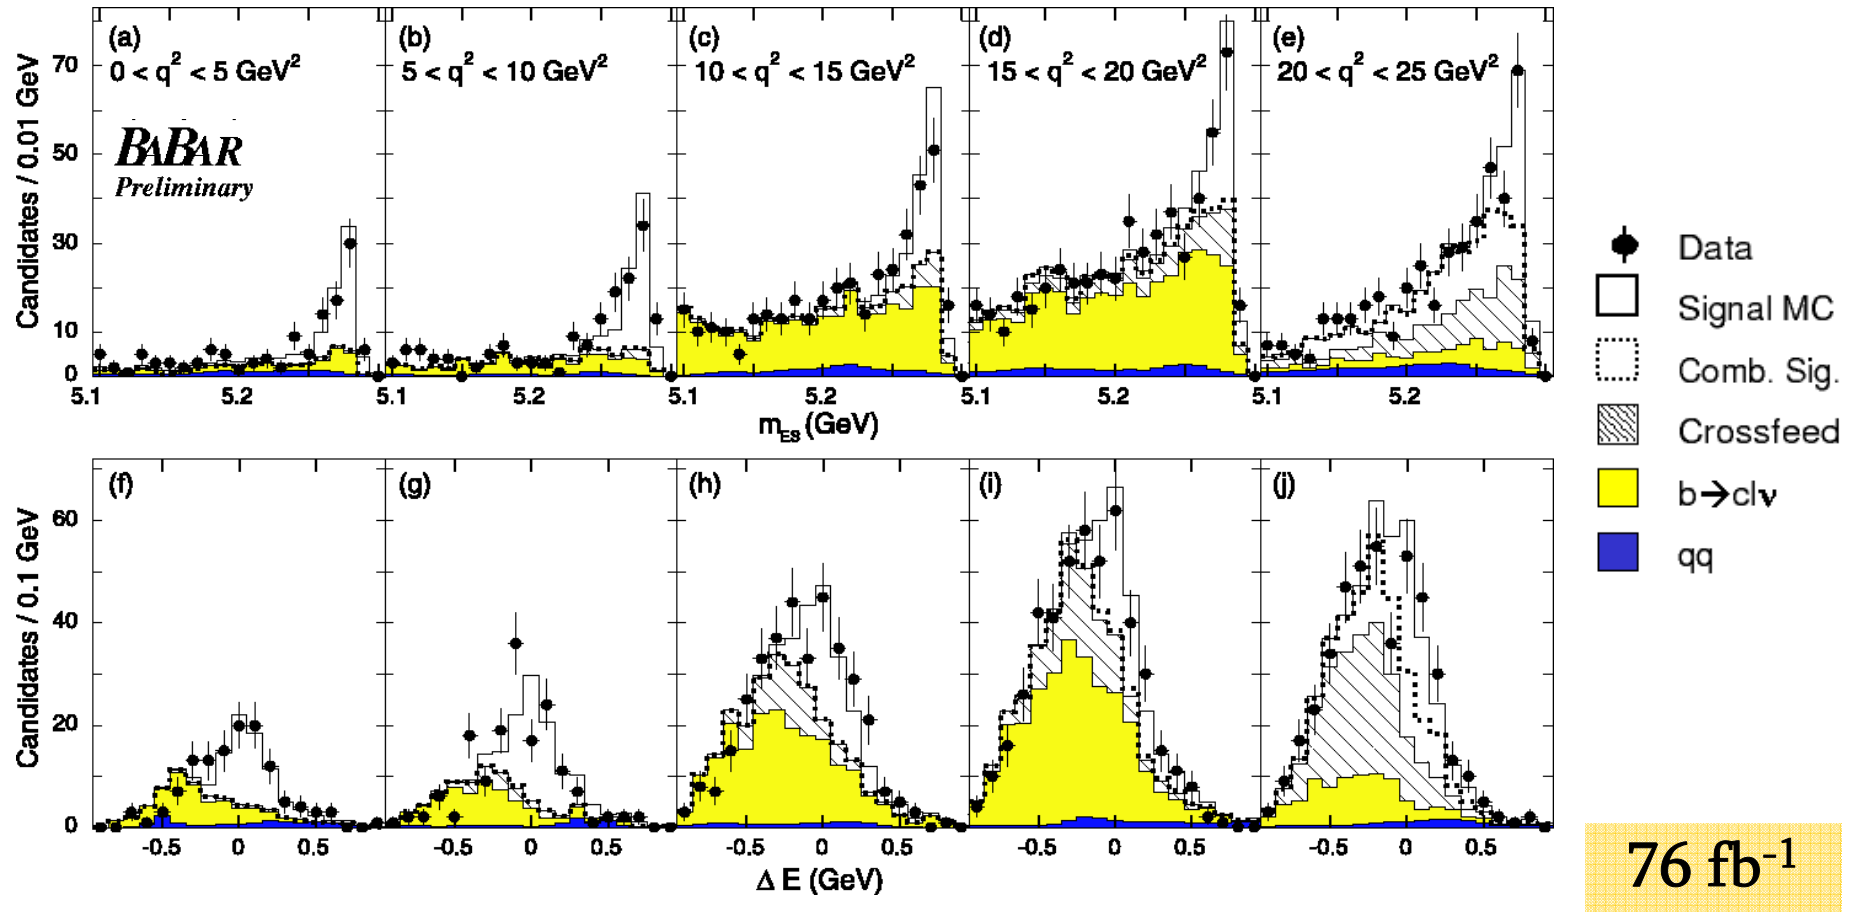 (a) (b) (c) (d) (e)
0 < q² < 5 GeV² 5 < q² < 10 GeV² 10 < q² < 15 GeV² 15 < q² < 20 GeV² 20 < q² < 25 GeV²
BABAR
Preliminary
Candidates / 0.01 GeV
70
50
30
10
0
5.1 5.2 5.1 5.2 5.1 5.2 5.1 5.2 5.1 5.2
mES (GeV)
(f) (g) (h) (i) (j)
Candidates / 0.1 GeV
60
40
20
0
-0.5 0 0.5 -0.5 0 0.5 -0.5 0 0.5 -0.5 0 0.5 -0.5 0 0.5
Δ E (GeV)
Data
Signal MC
Comb. Sig.
Crossfeed
b→clν
qq
76 fb⁻¹